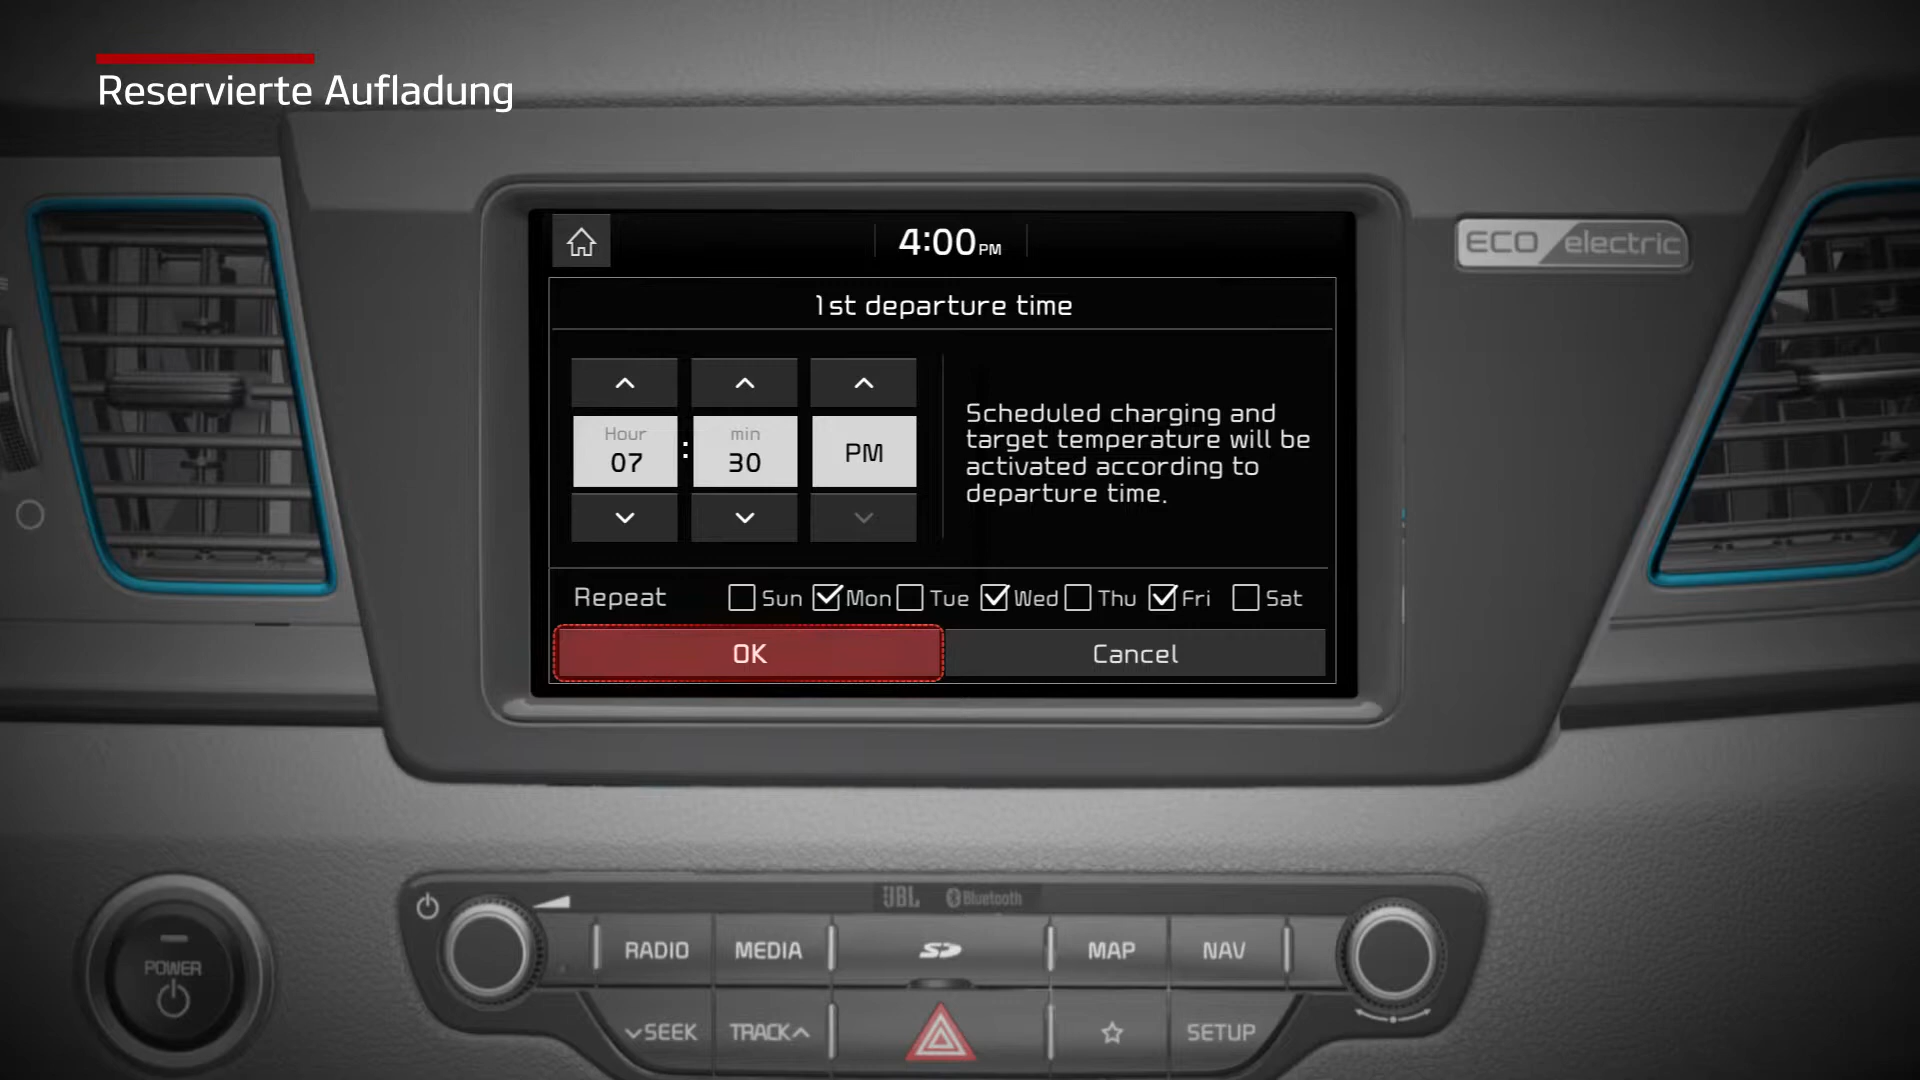 Reservierte Aufladung
4:00PM
ECO electric
1st departure time
Hour
07
:
min
30
PM
Scheduled charging and
target temperature will be
activated according to
departure time.
Repeat Sun Mon Tue Wed Thu Fri Sat
OK Cancel
JBL Bluetooth
RADIO MEDIA SD MAP NAV
POWER
SEEK TRACK SETUP